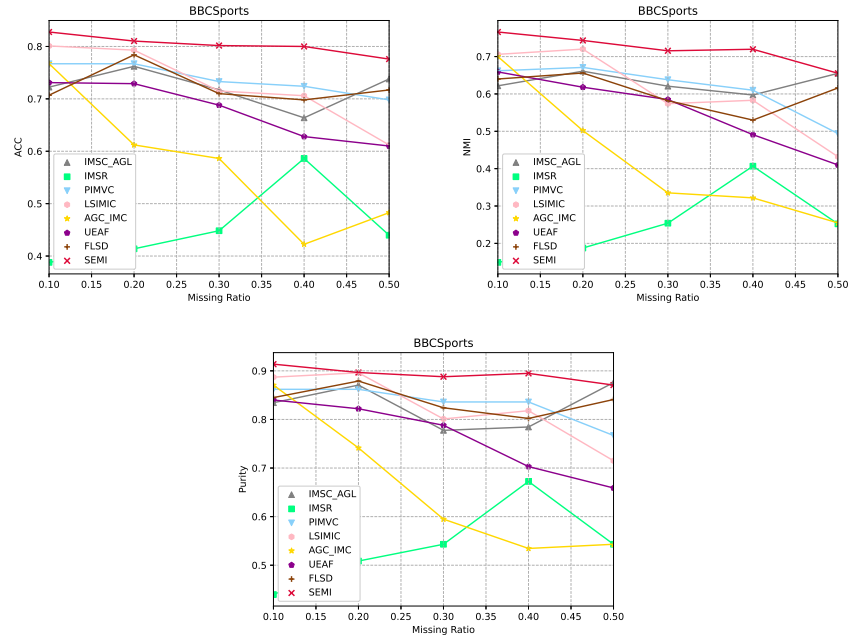 BBCSports
ACC
0.8
0.7
0.6
0.5
0.4
IMSC_AGL
IMSR
PIMVC
LSIMIC
AGC_IMC
UEAF
FLSD
SEMI
0.10 0.15 0.20 0.25 0.30 0.35 0.40 0.45 0.50
Missing Ratio
BBCSports
NMI
0.7
0.6
0.5
0.4
0.3
0.2
IMSC_AGL
IMSR
PIMVC
LSIMIC
AGC_IMC
UEAF
FLSD
SEMI
0.10 0.15 0.20 0.25 0.30 0.35 0.40 0.45 0.50
Missing Ratio
BBCSports
Purity
0.9
0.8
0.7
0.6
0.5
IMSC_AGL
IMSR
PIMVC
LSIMIC
AGC_IMC
UEAF
FLSD
SEMI
0.10 0.15 0.20 0.25 0.30 0.35 0.40 0.45 0.50
Missing Ratio